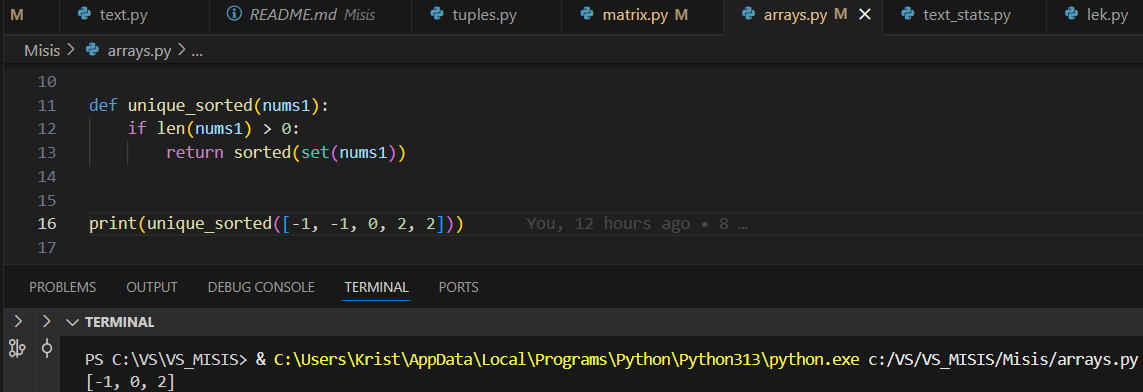 M text.py README.md Misis tuples.py matrix.py M arrays.py M text_stats.py lek.py
Misis > arrays.py > ...
10
11 def unique_sorted(nums1):
12     if len(nums1) > 0:
13         return sorted(set(nums1))
14
15
16 print(unique_sorted([-1, -1, 0, 2, 2])) You, 12 hours ago • 8 …
17
PROBLEMS OUTPUT DEBUG CONSOLE TERMINAL PORTS
TERMINAL
PS C:\VS\VS_MISIS> & C:\Users\Krist\AppData\Local\Programs\Python\Python313\python.exe c:/VS/VS_MISIS/Misis/arrays.py
[-1, 0, 2]